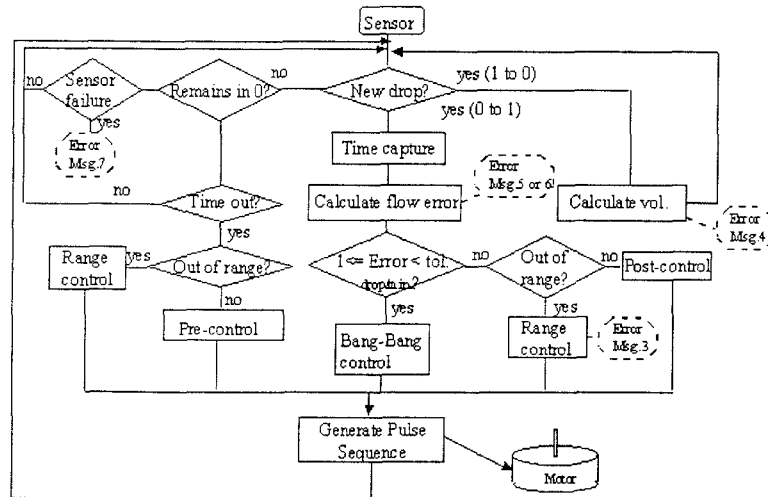 Sensor
no
Sensor
failure
Remains in 0?
no
New drop?
yes (1 to 0)
yes (0 to 1)
yes
Error
Msg.7
Time capture
Error
Msg.5 or 6
no
Time out?
Calculate flow error
Calculate vol.
Error
Msg.4
yes
Range
control
yes
Out of range?
1 <= Error < tol.
drop/min.?
no
Out of
range?
no
Post-control
no
yes
yes
Pre-control
Bang-Bang
control
Range
control
Error
Msg.3
Generate Pulse
Sequence
Motor